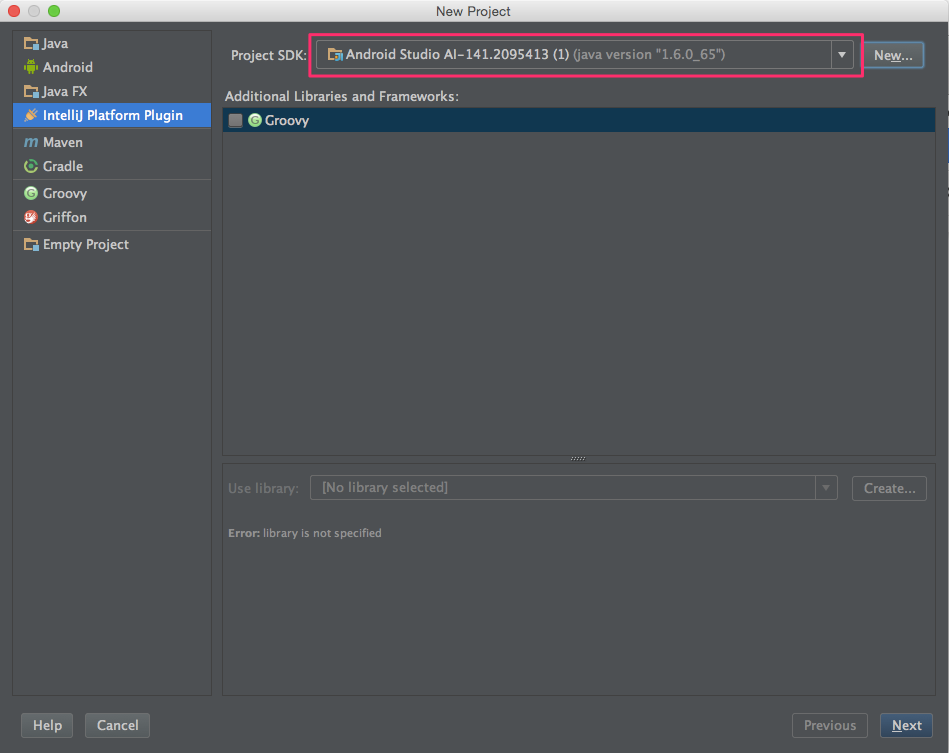 New Project
Java
Android
Java FX
IntelliJ Platform Plugin
m Maven
Gradle
G Groovy
Griffon
Empty Project
Project SDK: Android Studio AI-141.2095413 (1) (java version "1.6.0_65") New...
Additional Libraries and Frameworks:
G Groovy
Use library: [No library selected] Create...
Error: library is not specified
Help Cancel Previous Next